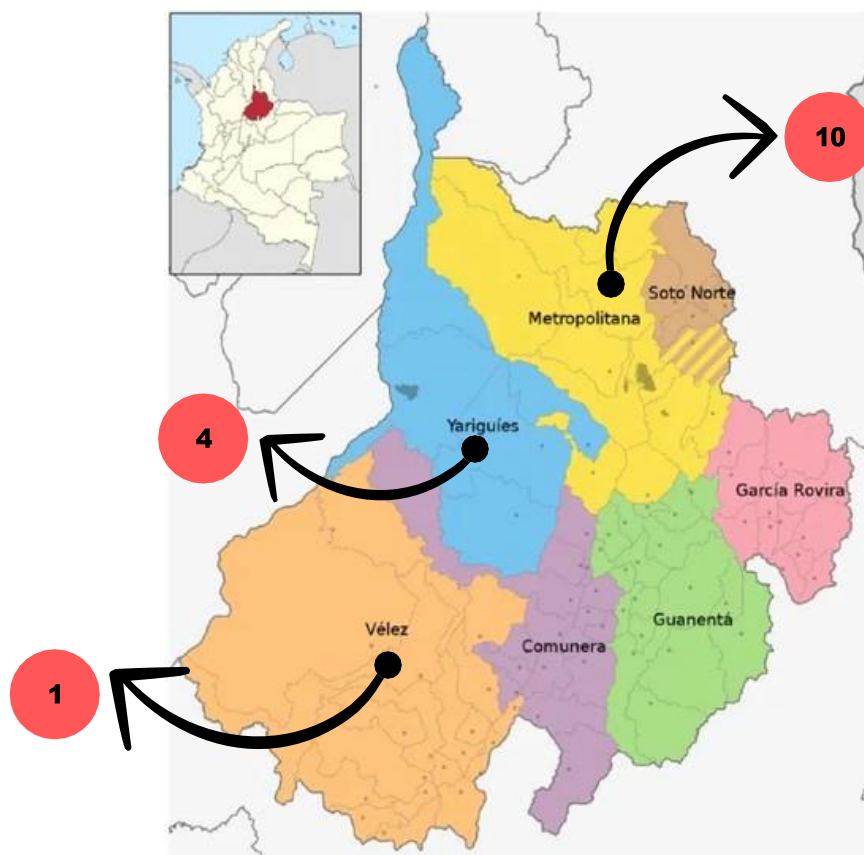 10
Soto Norte
Metropolitana
Yariguíes
4
García Rovira
Guanentá
Vélez
Comunera
1